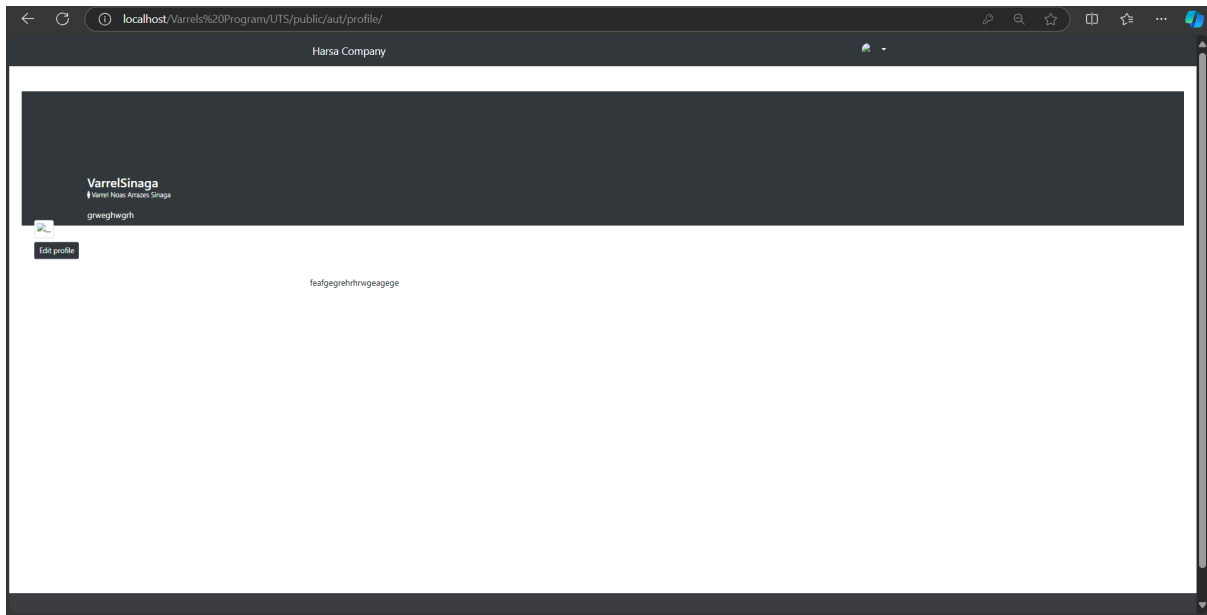 localhost/Varrels%20Program/UTS/public/aut/profile/
Harsa Company
VarrelSinaga
Varrel Noas Arrazes Sinaga
grweghwgrh
Edit profile
feafgegrehrhrwgeagege